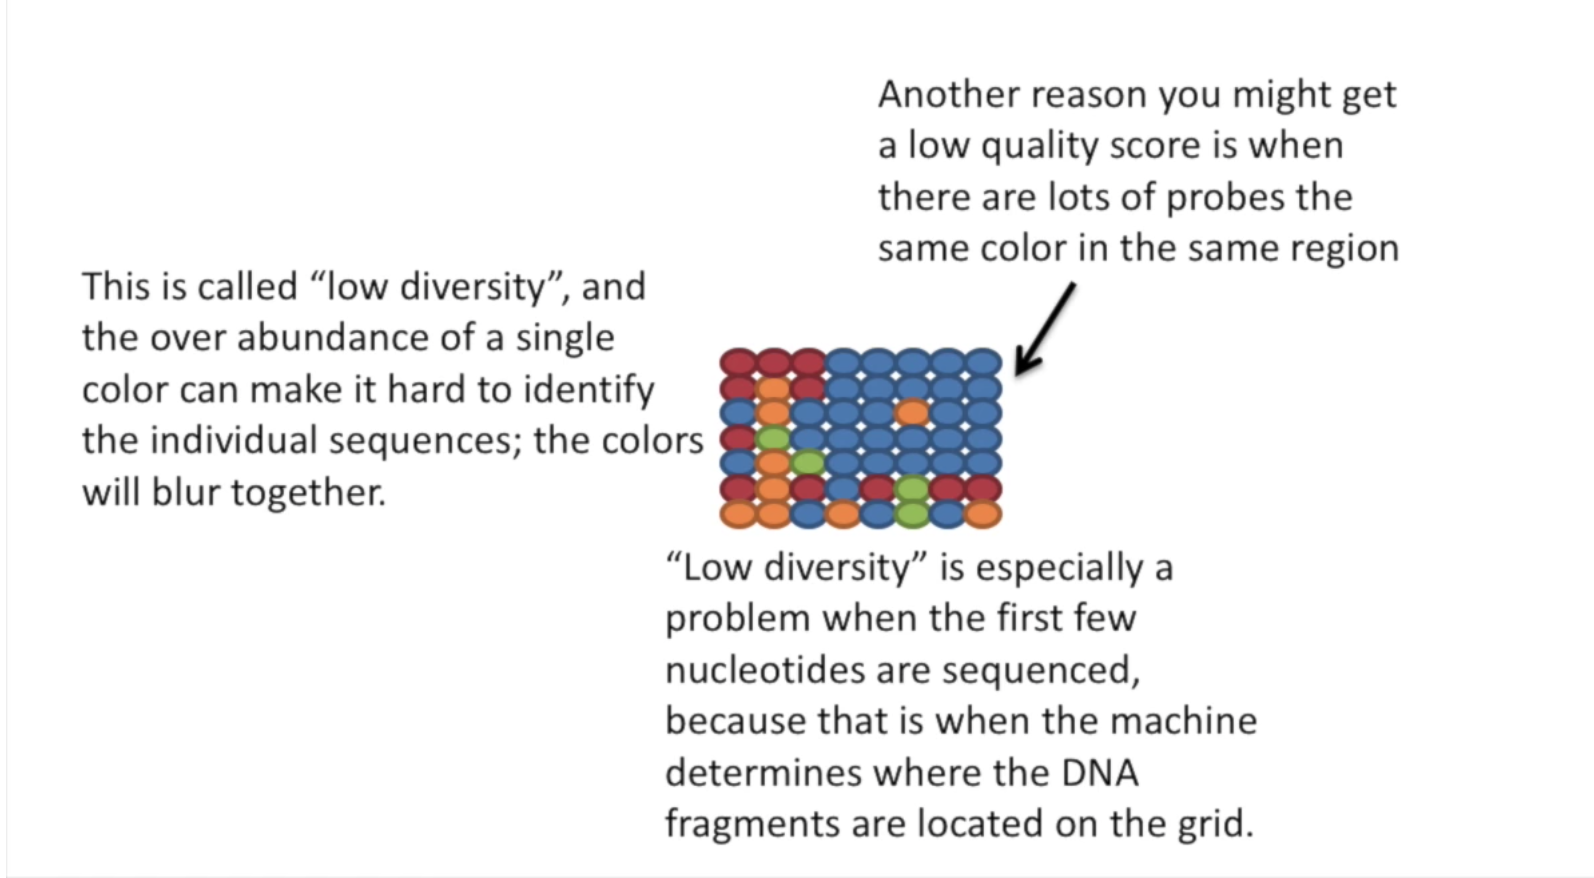 Another reason you might get
a low quality score is when
there are lots of probes the
same color in the same region
This is called “low diversity”, and
the over abundance of a single
color can make it hard to identify
the individual sequences; the colors
will blur together.
“Low diversity” is especially a
problem when the first few
nucleotides are sequenced,
because that is when the machine
determines where the DNA
fragments are located on the grid.